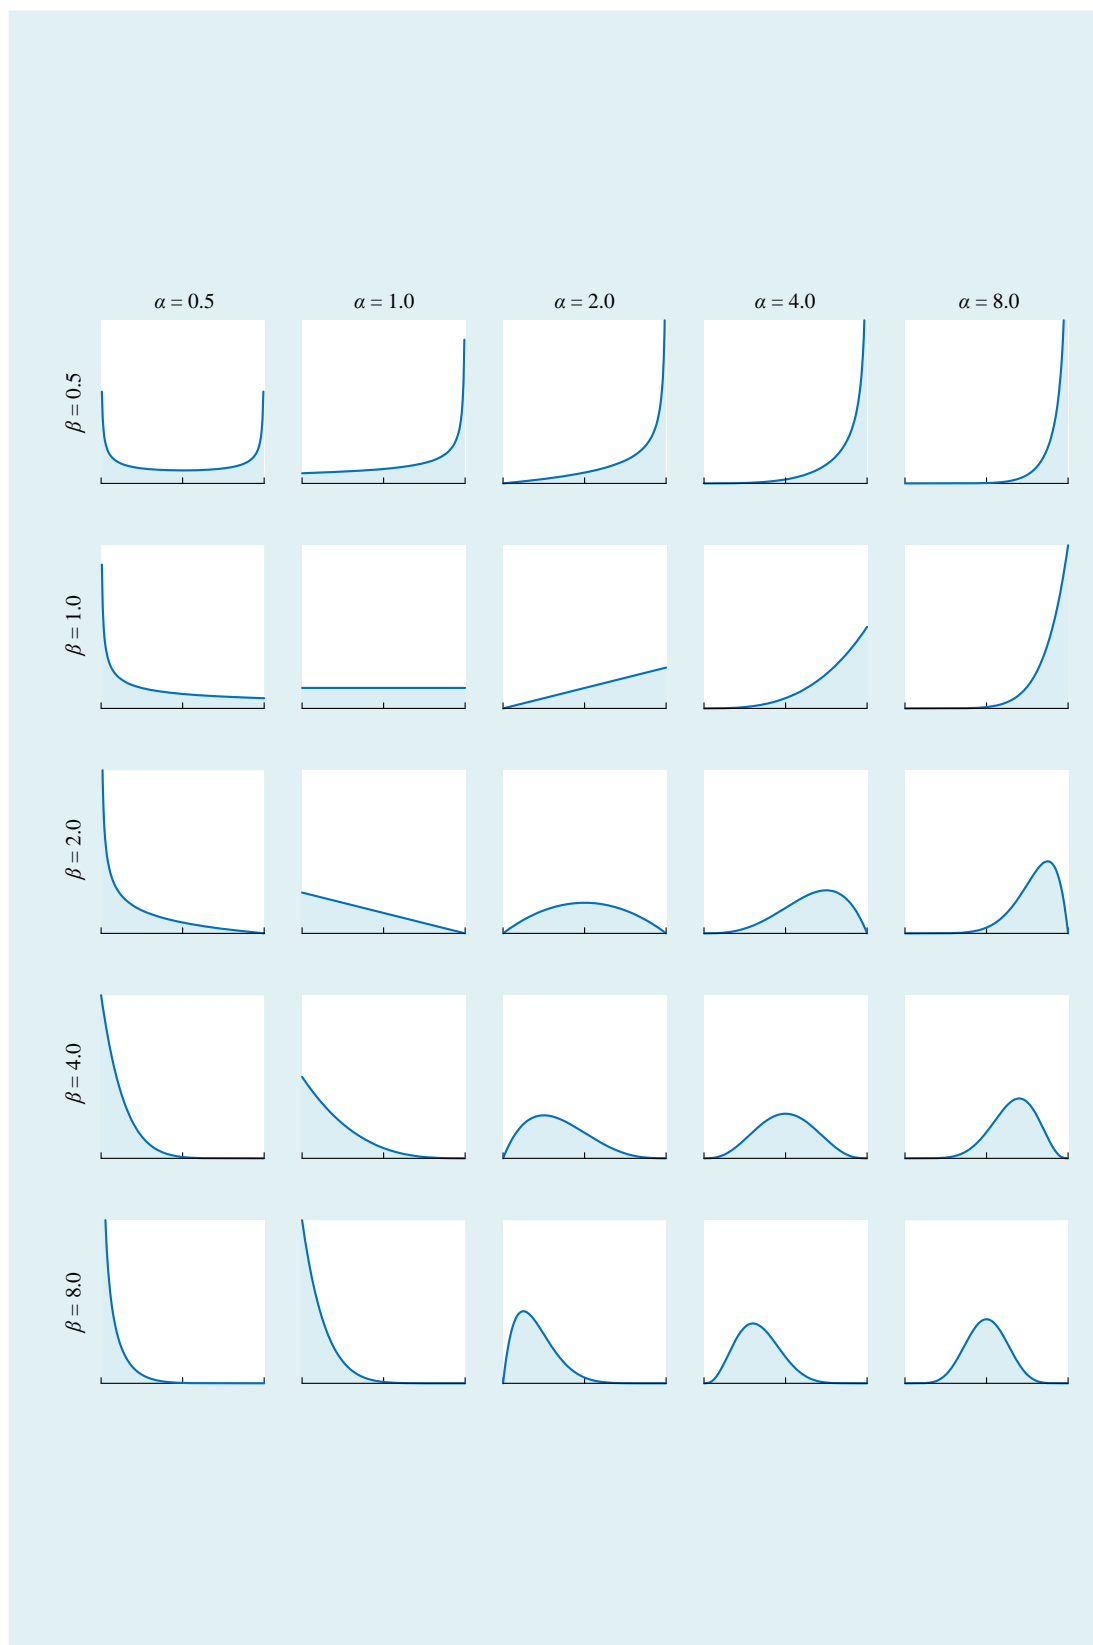 α = 0.5
α = 1.0
α = 2.0
α = 4.0
α = 8.0
β = 0.5
β = 1.0
β = 2.0
β = 4.0
β = 8.0